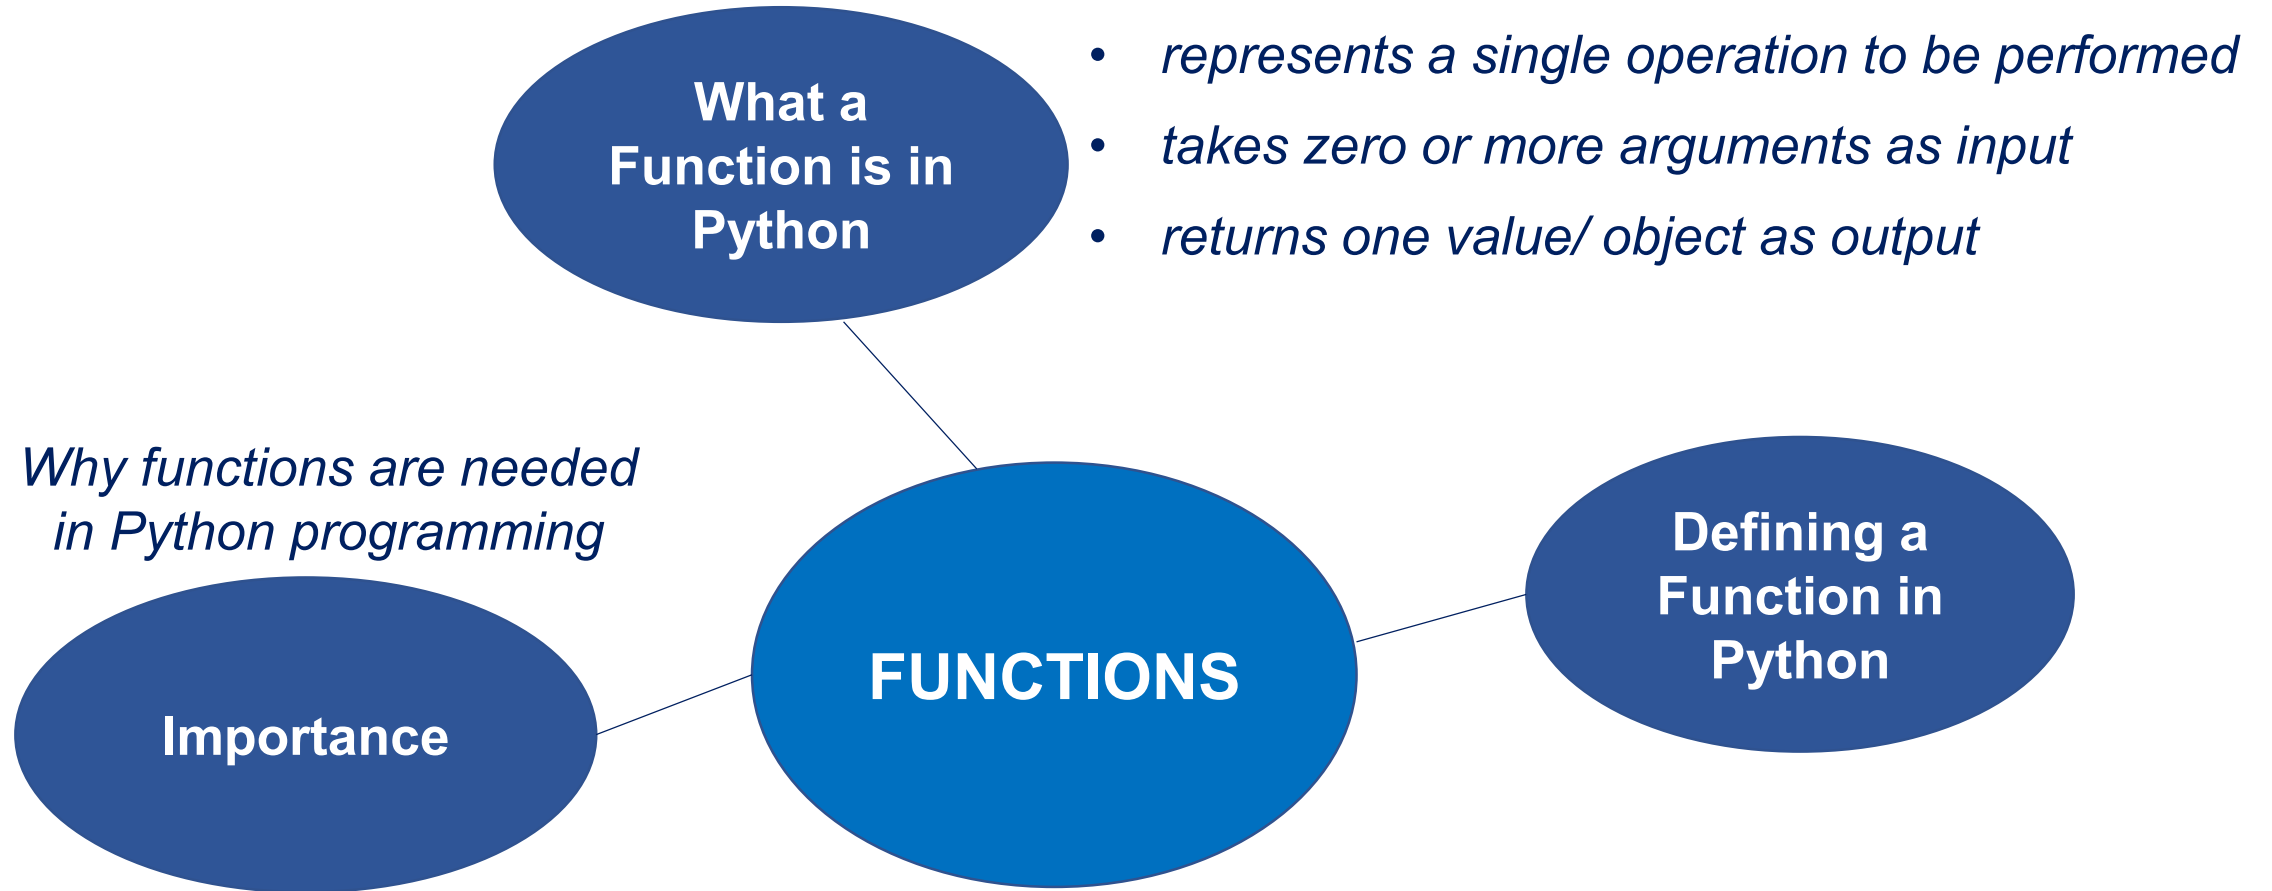 What a
Function is in
Python
• represents a single operation to be performed
• takes zero or more arguments as input
• returns one value/ object as output
Why functions are needed
in Python programming
Importance
FUNCTIONS
Defining a
Function in
Python